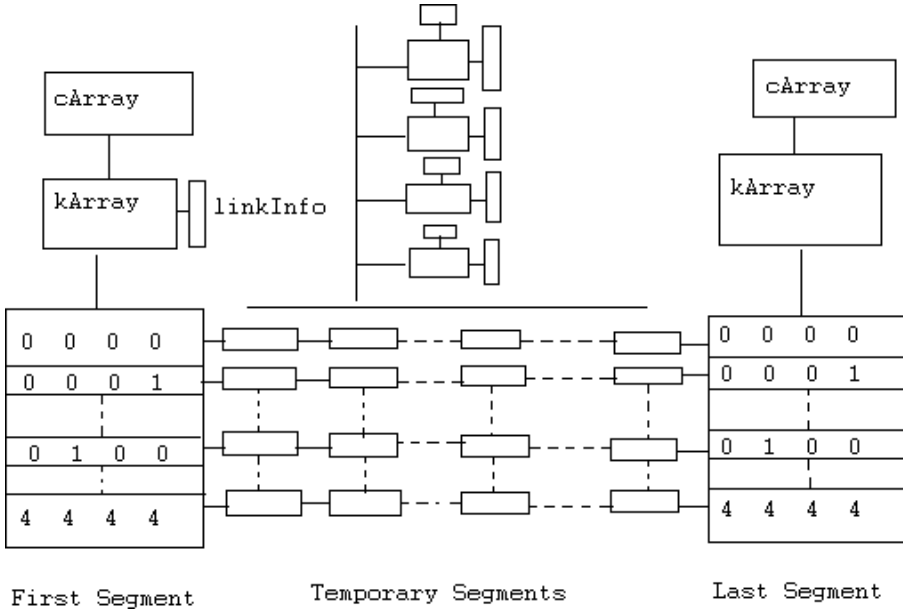 cArray
cArray
kArray
linkInfo
kArray
0 0 0 0
0 0 0 0
0 0 0 1
0 0 0 1
0 1 0 0
0 1 0 0
4 4 4 4
4 4 4 4
First Segment
Temporary Segments
Last Segment